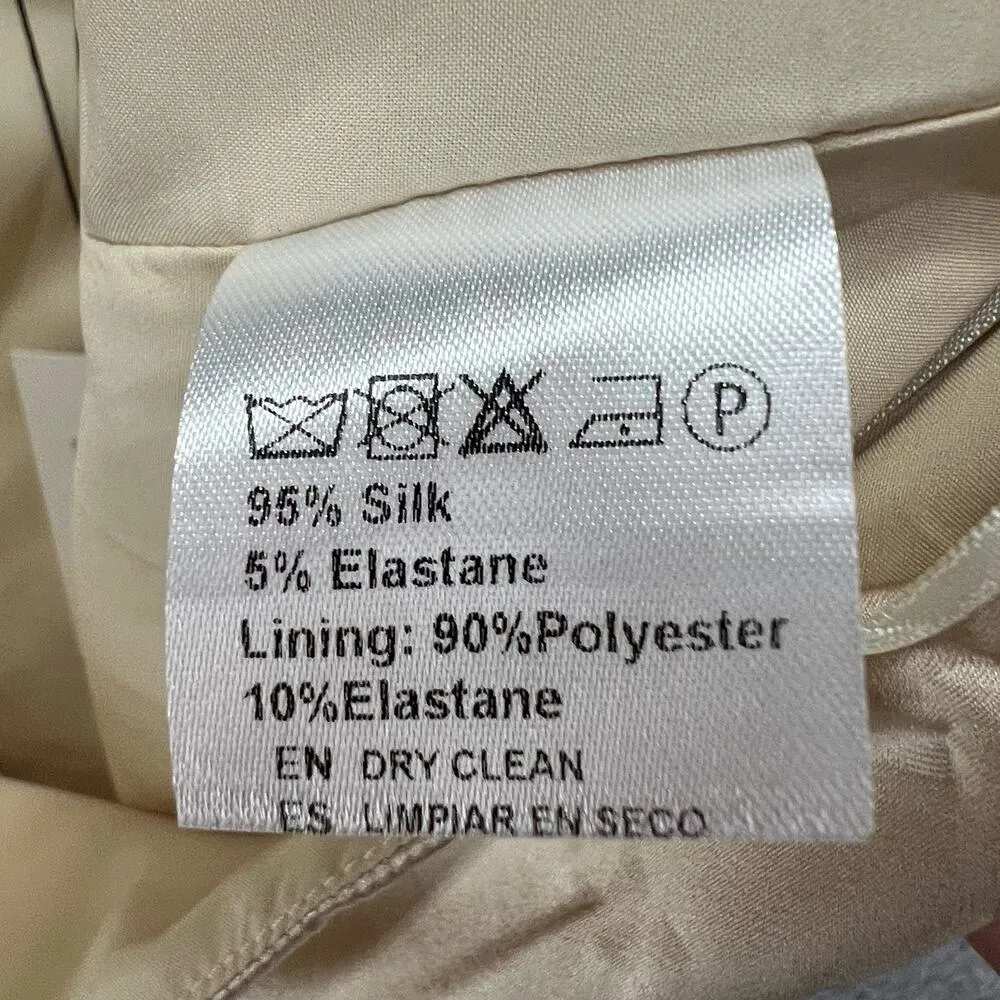 P
95% Silk
5% Elastane
Lining: 90%Polyester
10%Elastane
EN DRY CLEAN
ES LIMPIAR EN SECO